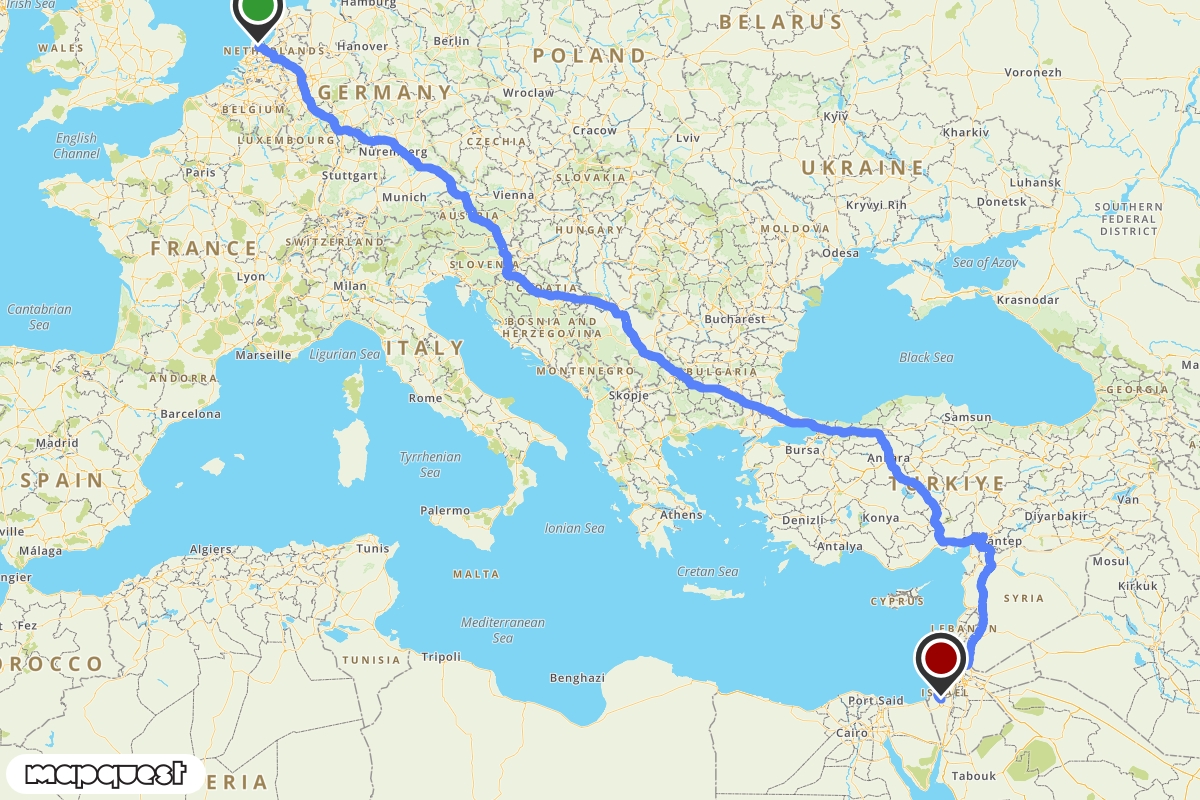 Irish Sea
Hamburg
BELARUS
WALES
NETHERLANDS
Hanover
Berlin
POLAND
Voronezh
GERMANY
Wroclaw
BELGIUM
Kyiv
English
Channel
LUXEMBOURG
CZECHIA
Cracow
Lviv
Kharkiv
Paris
Nuremberg
UKRAINE
Stuttgart
SLOVAKIA
Luhansk
Munich
Vienna
Kryvyi Rih
Donetsk
SOUTHERN
FEDERAL
DISTRICT
AUSTRIA
HUNGARY
MOLDOVA
FRANCE
SWITZERLAND
Odesa
Sea of Azov
Lyon
SLOVENIA
Milan
CROATIA
Krasnodar
Cantabrian
Sea
BOSNIA AND
HERZEGOVINA
Bucharest
Marseille
Ligurian Sea
ITALY
Black Sea
ANDORRA
MONTENEGRO
BULGARIA
GEORGIA
Rome
Skopje
Barcelona
Samsun
Madrid
Tyrrhenian
Sea
Bursa
Ankara
SPAIN
TÜRKIYE
Van
Palermo
Ionian Sea
Athens
Denizli
Konya
Diyarbakir
Málaga
Algiers
Tunis
Antalya
antep
Mosul
MALTA
Cretan Sea
Kirkuk
CYPRUS
SYRIA
Fez
Mediterranean
Sea
LEBANON
OROCCO
TUNISIA
Tripoli
Benghazi
ISRAEL
Port Said
Cairo
mapquest
ERIA
Tabouk